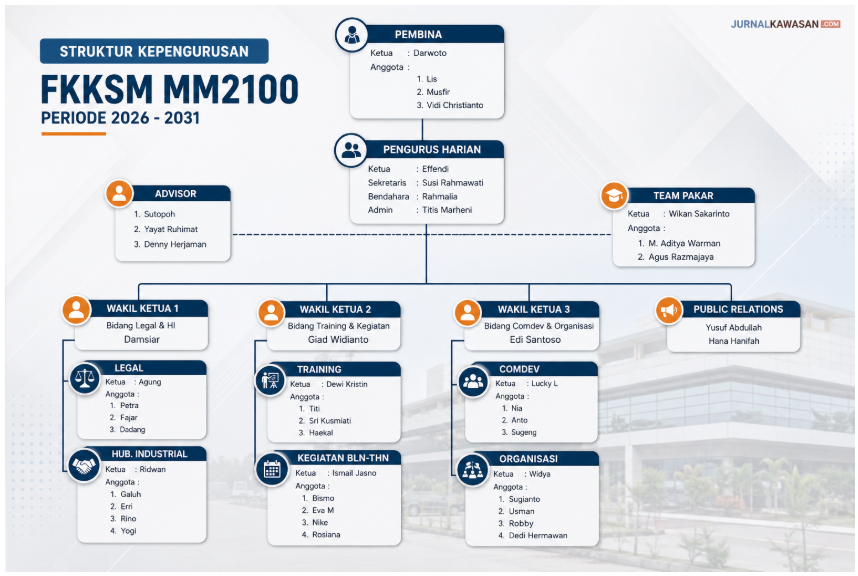 JURNALKAWASAN.COM
STRUKTUR KEPENGURUSAN
FKKSM MM2100
PERIODE 2026 - 2031
PEMBINA
Ketua : Darwoto
Anggota :
1. Lis
2. Musfir
3. Vidi Christianto
PENGURUS HARIAN
Ketua : Effendi
Sekretaris : Susi Rahmawati
Bendahara : Rahmalia
Admin : Titis Marheni
ADVISOR
1. Sutopoh
2. Yayat Ruhimat
3. Denny Herjaman
TEAM PAKAR
Ketua : Wikan Sakarinto
Anggota :
1. M. Aditya Warman
2. Agus Razmajaya
WAKIL KETUA 1
Bidang Legal & HI
Damsiar
LEGAL
Ketua : Agung
Anggota :
1. Petra
2. Fajar
3. Dadang
HUB. INDUSTRIAL
Ketua : Ridwan
Anggota :
1. Galuh
2. Erri
3. Rino
4. Yogi
WAKIL KETUA 2
Bidang Training & Kegiatan
Giad Widianto
TRAINING
Ketua : Dewi Kristin
Anggota :
1. Titi
2. Sri Kusmiati
3. Haekal
KEGIATAN BLN-THN
Ketua : Ismail Jasno
Anggota :
1. Bismo
2. Eva M
3. Nike
4. Rosiana
WAKIL KETUA 3
Bidang Comdev & Organisasi
Edi Santoso
COMDEV
Ketua : Lucky L
Anggota :
1. Nia
2. Anto
3. Sugeng
ORGANISASI
Ketua : Widya
Anggota :
1. Sugianto
2. Usman
3. Robby
4. Dedi Hermawan
PUBLIC RELATIONS
Yusuf Abdullah
Hana Hanifah